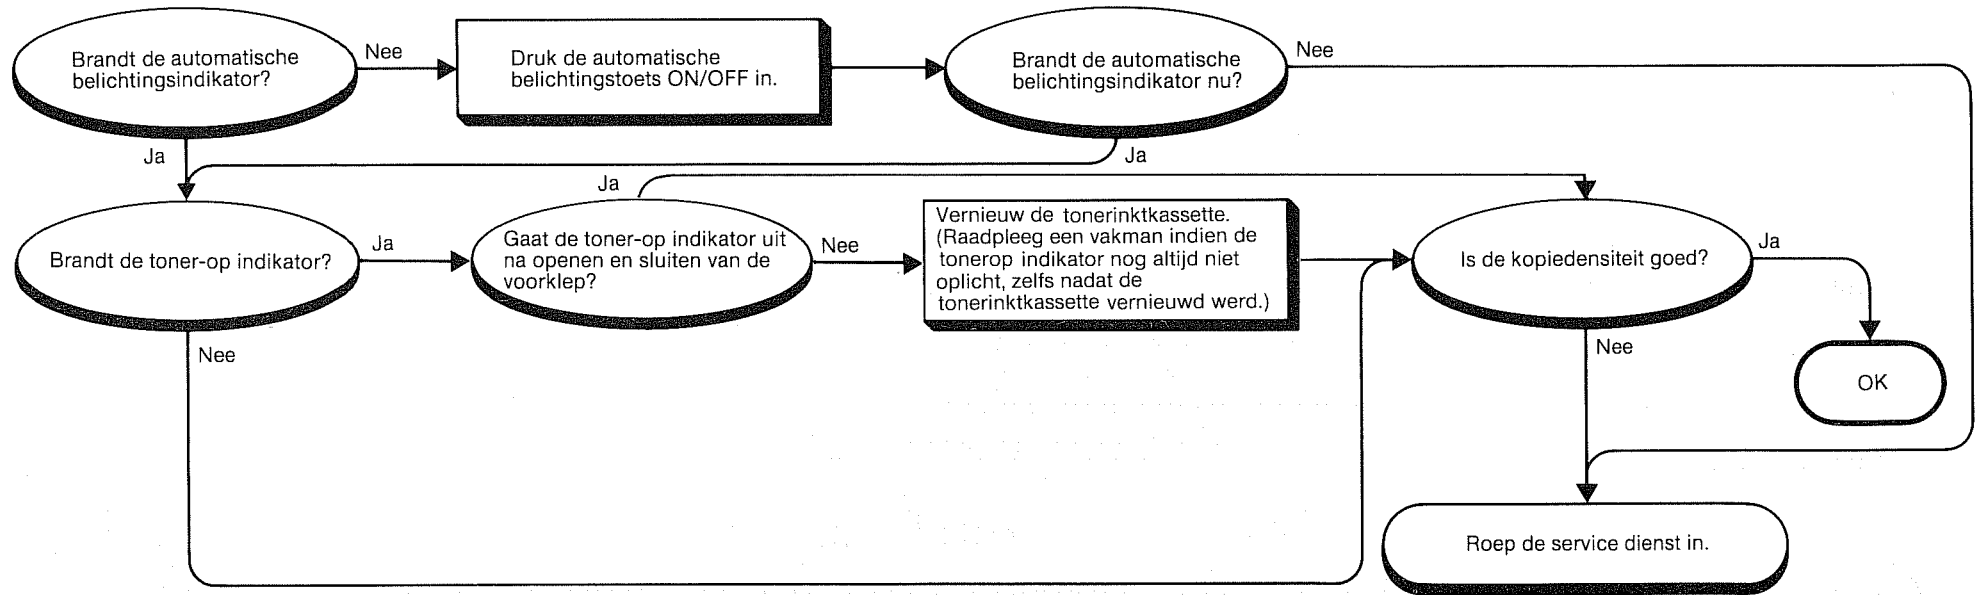 Brandt de automatische
belichtingsindikator?
Nee
Druk de automatische
belichtingstoets ON/OFF in.
Brandt de automatische
belichtingsindikator nu?
Nee
Ja
Ja
Brandt de toner-op indikator?
Ja
Gaat de toner-op indikator uit
na openen en sluiten van de
voorklep?
Ja
Nee
Vernieuw de tonerinktkassette.
(Raadpleeg een vakman indien de
tonerop indikator nog altijd niet
oplicht, zelfs nadat de
tonerinktkassette vernieuwd werd.)
Is de kopiedensiteit goed?
Ja
Nee
Nee
OK
Roep de service dienst in.